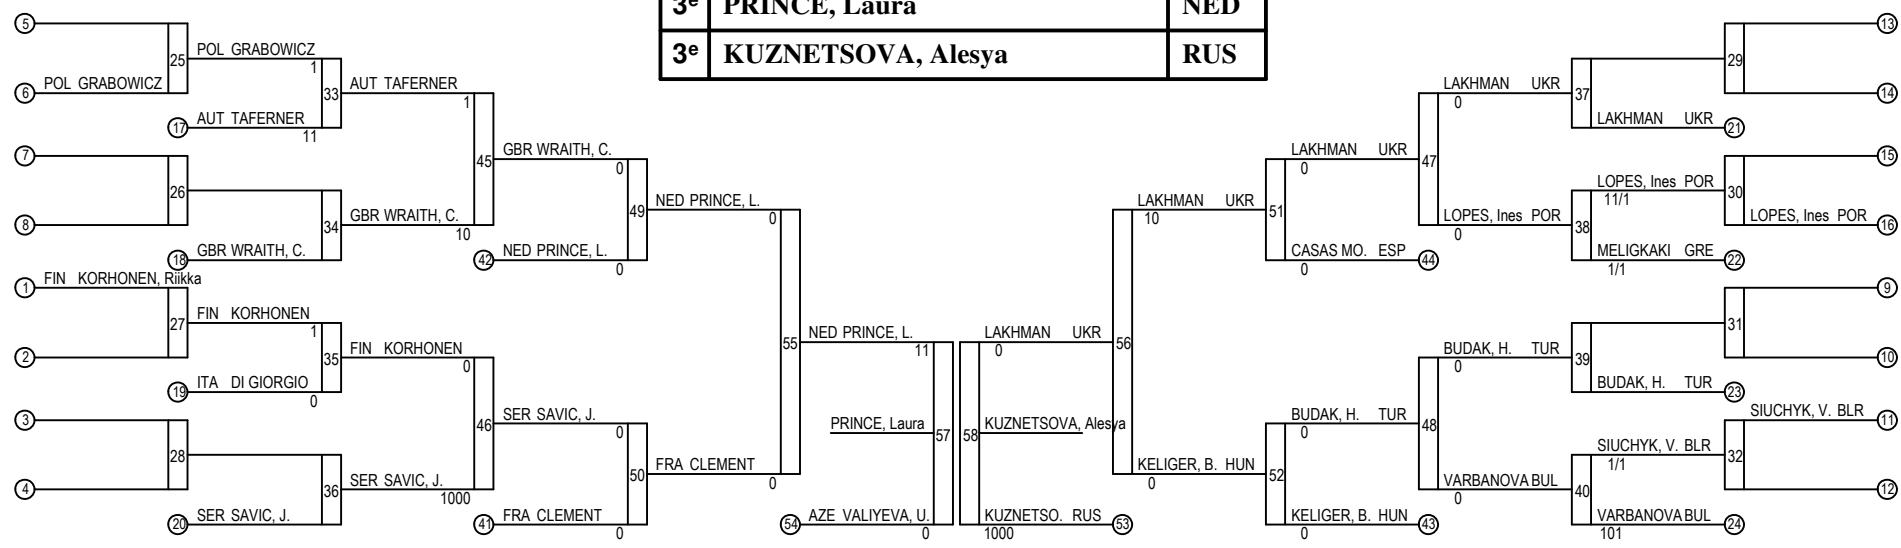 3e PRINCE, Laura NED
3e KUZNETSOVA, Alesya RUS
5
25
POL GRABOWICZ
1
6
POL GRABOWICZ
33
AUT TAFERNER
1
17
AUT TAFERNER
11
7
26
8
45
GBR WRAITH, C.
0
34
GBR WRAITH, C.
10
18
GBR WRAITH, C.
49
NED PRINCE, L.
0
42
NED PRINCE, L.
0
1
FIN KORHONEN, Riikka
27
FIN KORHONEN
1
2
35
FIN KORHONEN
0
19
ITA DI GIORGIO
0
3
28
4
46
SER SAVIC, J.
0
36
SER SAVIC, J.
1000
20
SER SAVIC, J.
50
FRA CLEMENT
0
41
FRA CLEMENT
0
55
NED PRINCE, L.
11
PRINCE, Laura
57
54
AZE VALIYEVA, U.
0
LAKHMAN UKR
0
58
KUZNETSOVA, Alesya
KUZNETSO. RUS
1000
53
56
LAKHMAN UKR
10
51
LAKHMAN UKR
0
CASAS MO. ESP
0
44
47
LAKHMAN UKR
0
37
LAKHMAN UKR
21
29
13
14
LOPES, Ines POR
0
38
LOPES, Ines POR
11/1
30
15
LOPES, Ines POR
16
MELIGKAKI GRE
1/1
22
KELIGER, B. HUN
0
52
BUDAK, H. TUR
0
KELIGER, B. HUN
0
43
48
BUDAK, H. TUR
0
39
BUDAK, H. TUR
23
31
9
10
VARBANOVA BUL
0
40
SIUCHYK, V. BLR
1/1
32
SIUCHYK, V. BLR
11
12
VARBANOVA BUL
101
24